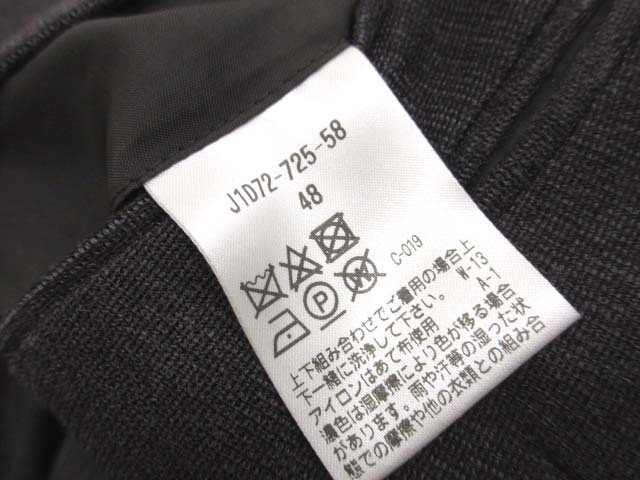 J1D72-725-58
48
P
W
C-019
W-13
A-1
上下組み合わせでご着用の場合上
下一緒に洗浄して下さい。
アイロンはあて布使用
濃色は湿摩擦により色が移る場合
があります。雨や汗等の湿った状
態での摩擦や他の衣類との組み合